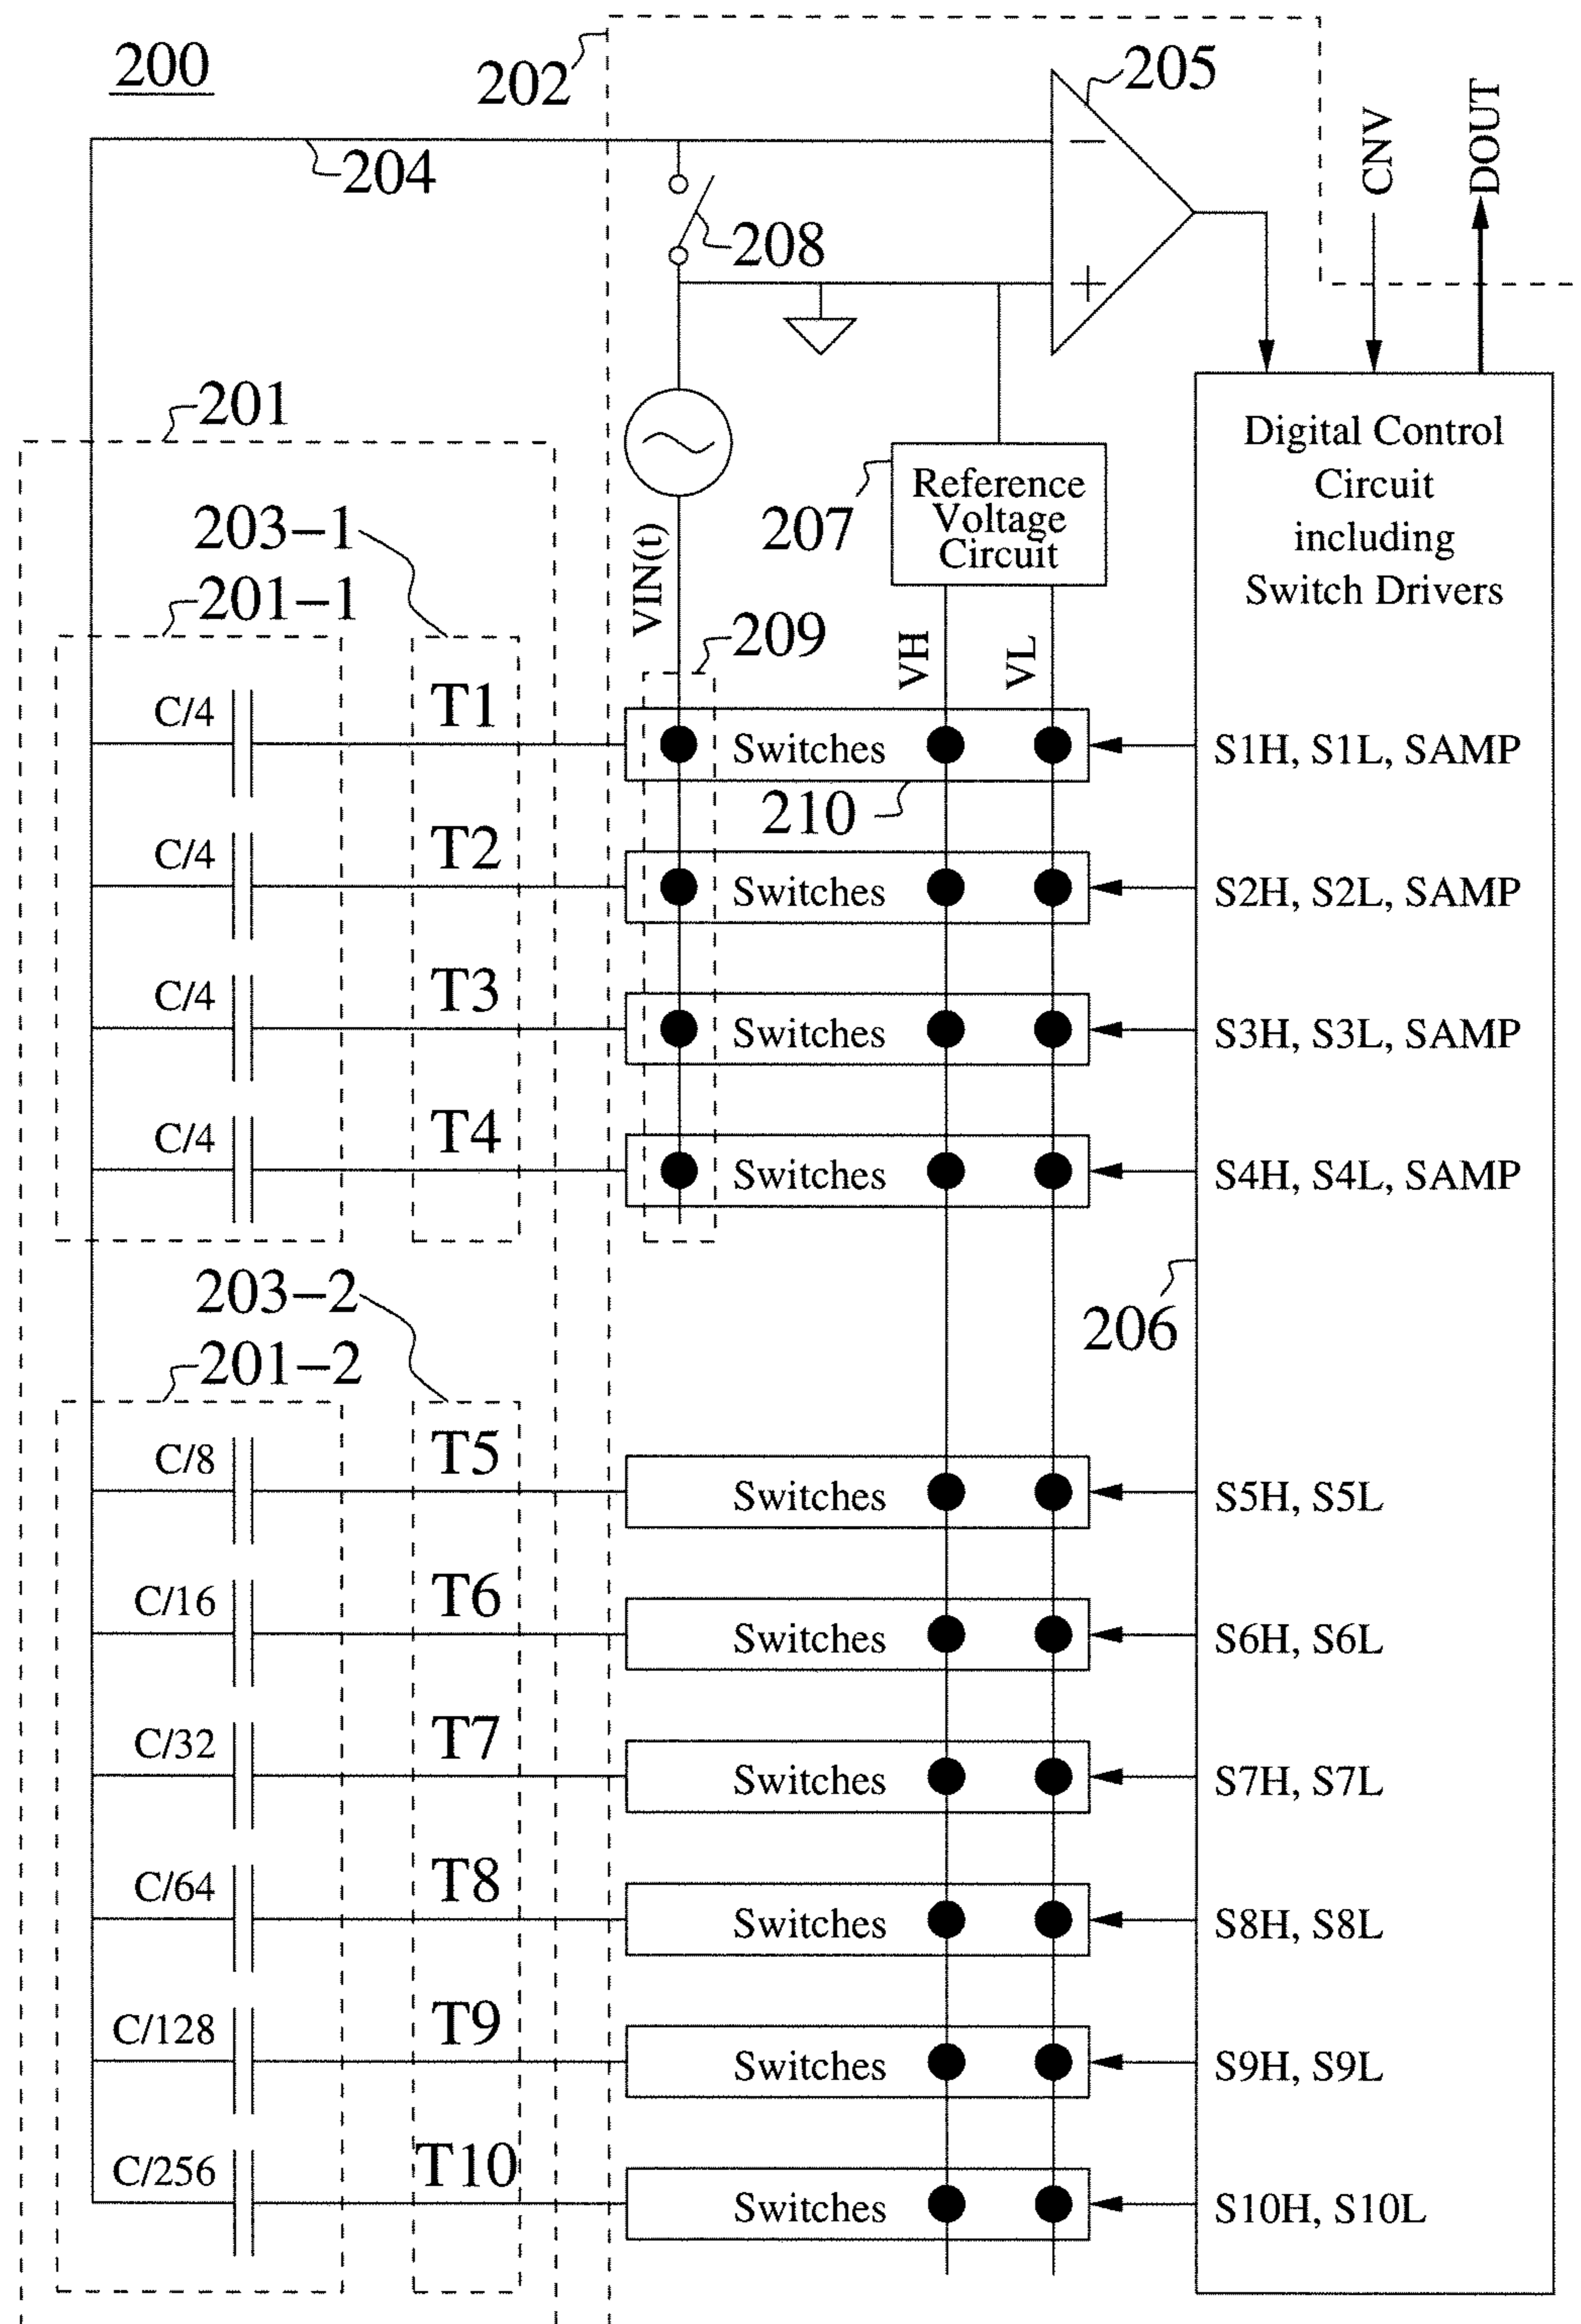 200
202
205
CNV
DOUT
204
−
208
+
201
Digital Control
Circuit
including
Switch Drivers
203-1
207
Reference
Voltage
Circuit
VIN(t)
201-1
209
VH
VL
C/4
T1
Switches
S1H, S1L, SAMP
210
C/4
T2
Switches
S2H, S2L, SAMP
C/4
T3
Switches
S3H, S3L, SAMP
C/4
T4
Switches
S4H, S4L, SAMP
203-2
206
201-2
C/8
T5
Switches
S5H, S5L
C/16
T6
Switches
S6H, S6L
C/32
T7
Switches
S7H, S7L
C/64
T8
Switches
S8H, S8L
C/128
T9
Switches
S9H, S9L
C/256
T10
Switches
S10H, S10L